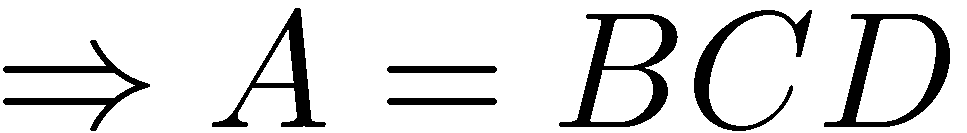 ⇒ A = BCD